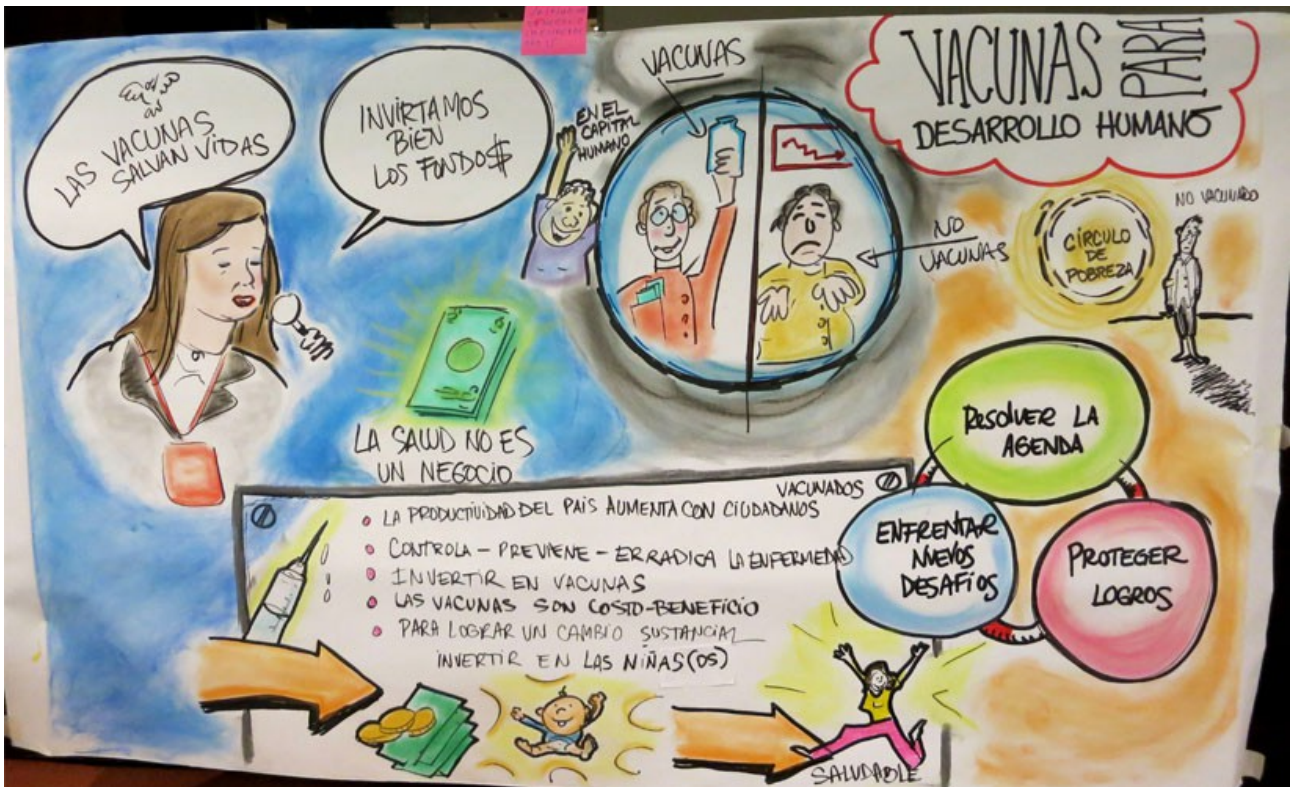 LAS VACUNAS
SALVAN VIDAS
INVIRTAMOS
BIEN
LOS FONDO$
EN EL
CAPITAL
HUMANO
VACUNAS
NO
VACUNAS
VACUNAS PARA
DESARROLLO HUMANO
NO VACUNADO
CÍRCULO
DE
POBREZA
LA SALUD NO ES
UN NEGOCIO
VACUNADOS
LA PRODUCTIVIDAD DEL PAÍS AUMENTA CON CIUDADANOS
CONTROLA - PREVIENE - ERRADICA LA ENFERMEDAD
INVERTIR EN VACUNAS
LAS VACUNAS SON COSTO-BENEFICIO
PARA LOGRAR UN CAMBIO SUSTANCIAL
INVERTIR EN LAS NIÑAS(OS)
RESOLVER LA
AGENDA
ENFRENTAR
NUEVOS
DESAFÍOS
PROTEGER
LOGROS
SALUDABLE